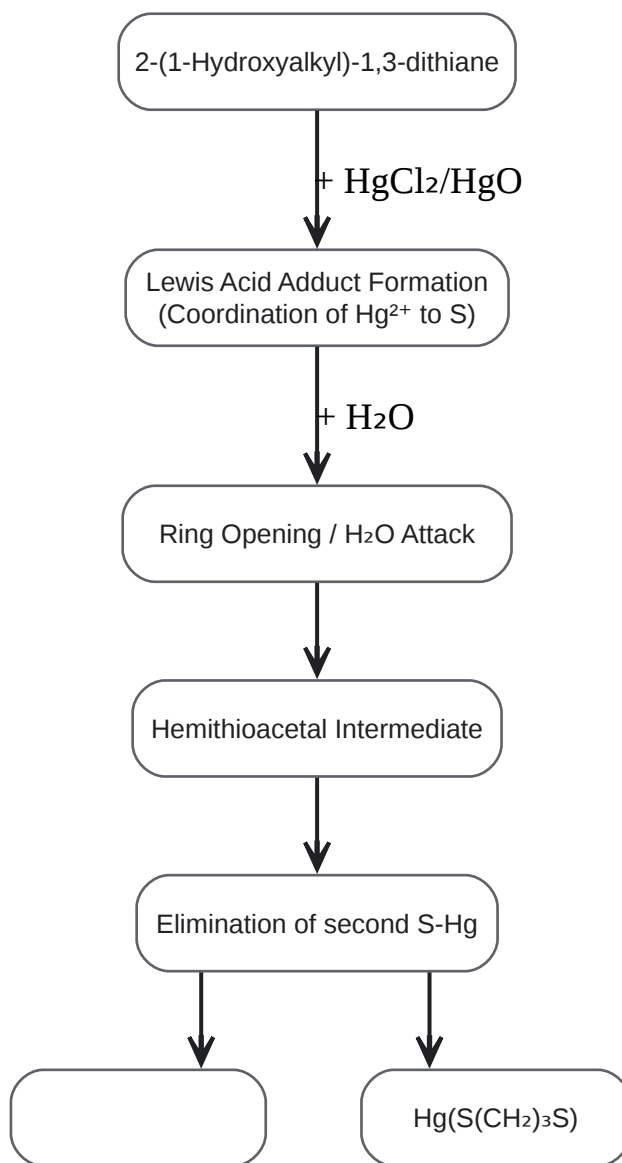 2-(1-Hydroxyalkyl)-1,3-dithiane
+ HgCl₂/HgO
Lewis Acid Adduct Formation
(Coordination of Hg²⁺ to S)
+ H₂O
Ring Opening / H₂O Attack
Hemithioacetal Intermediate
Elimination of second S-Hg
Hg(S(CH₂)₃S)